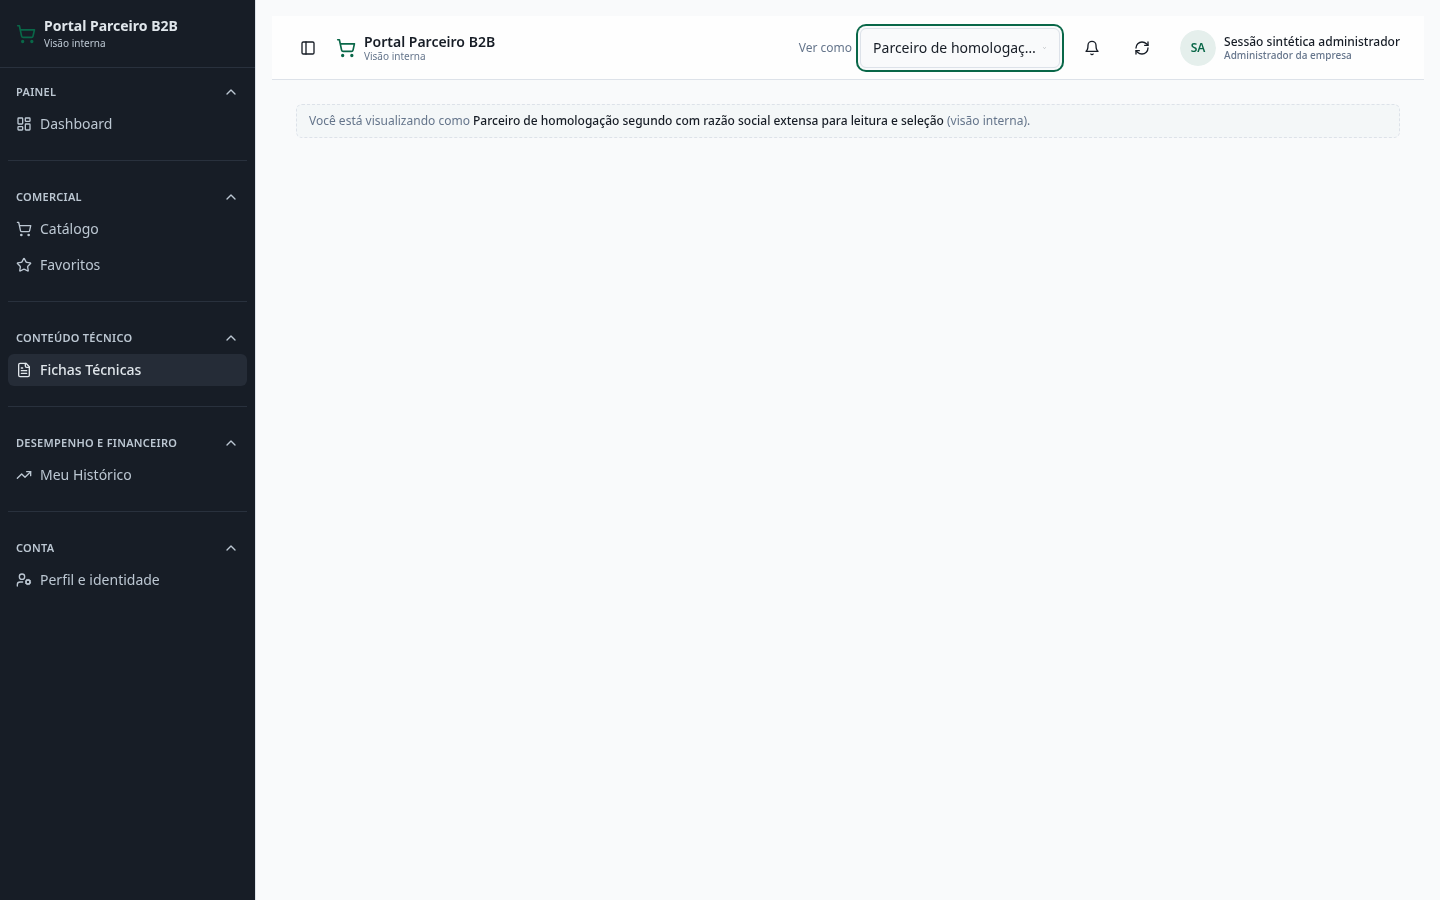 Portal Parceiro B2B
Visão interna
PAINEL
Dashboard
COMERCIAL
Catálogo
Favoritos
CONTEÚDO TÉCNICO
Fichas Técnicas
DESEMPENHO E FINANCEIRO
Meu Histórico
CONTA
Perfil e identidade
Portal Parceiro B2B
Visão interna
Ver como
Parceiro de homologaç...
SA
Sessão sintética administrador
Administrador da empresa
Você está visualizando como Parceiro de homologação segundo com razão social extensa para leitura e seleção (visão interna).